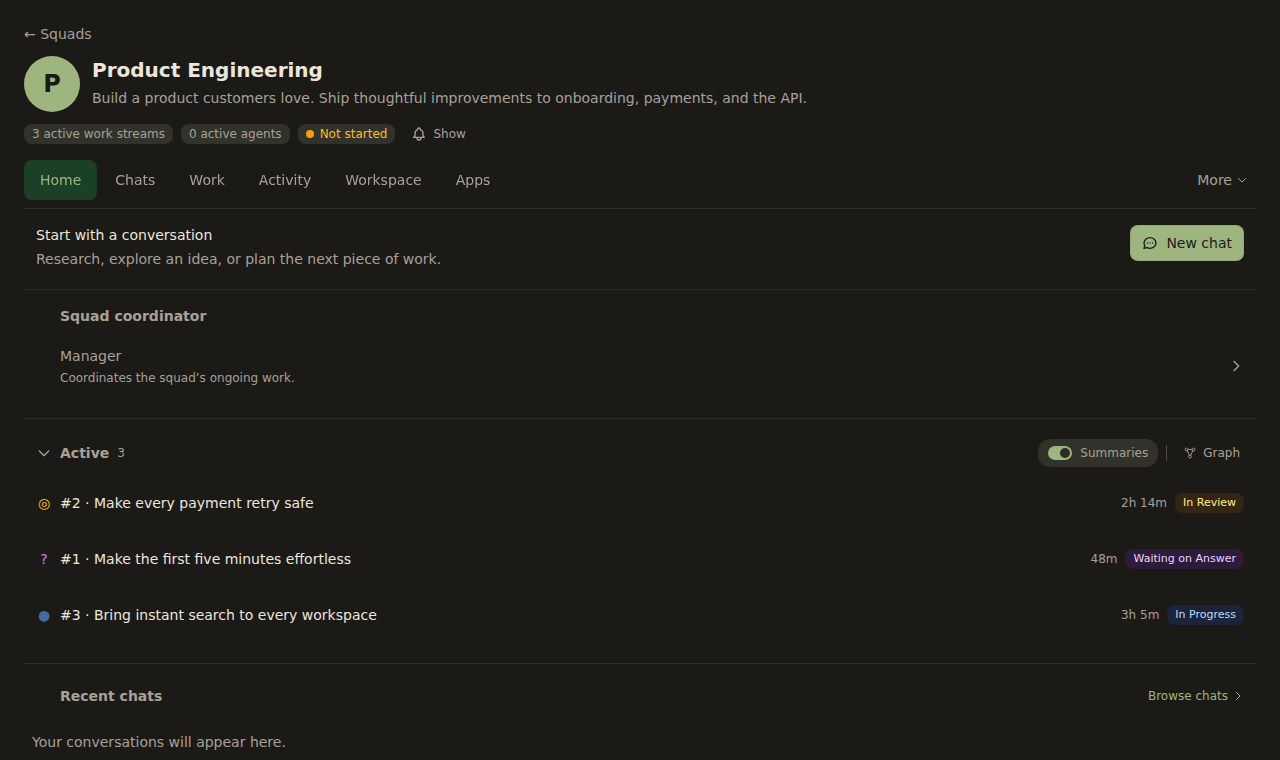 ← Squads
P
Product Engineering
Build a product customers love. Ship thoughtful improvements to onboarding, payments, and the API.
3 active work streams 0 active agents Not started Show
Home Chats Work Activity Workspace Apps More
Start with a conversation
Research, explore an idea, or plan the next piece of work.
New chat
Squad coordinator
Manager
Coordinates the squad’s ongoing work.
Active 3 Summaries Graph
#2 · Make every payment retry safe 2h 14m In Review
? #1 · Make the first five minutes effortless 48m Waiting on Answer
#3 · Bring instant search to every workspace 3h 5m In Progress
Recent chats Browse chats
Your conversations will appear here.